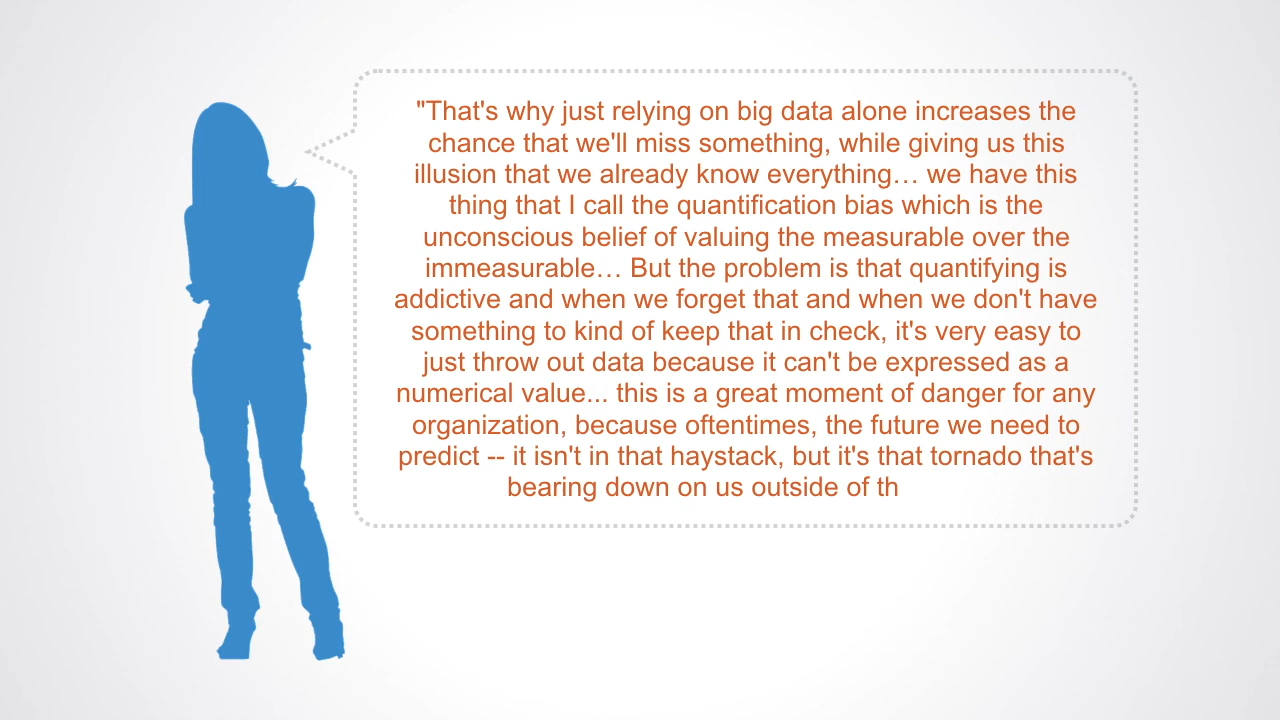 "That's why just relying on big data alone increases the
chance that we'll miss something, while giving us this
illusion that we already know everything… we have this
thing that I call the quantification bias which is the
unconscious belief of valuing the measurable over the
immeasurable… But the problem is that quantifying is
addictive and when we forget that and when we don't have
something to kind of keep that in check, it's very easy to
just throw out data because it can't be expressed as a
numerical value... this is a great moment of danger for any
organization, because oftentimes, the future we need to
predict -- it isn't in that haystack, but it's that tornado that's
bearing down on us outside of th